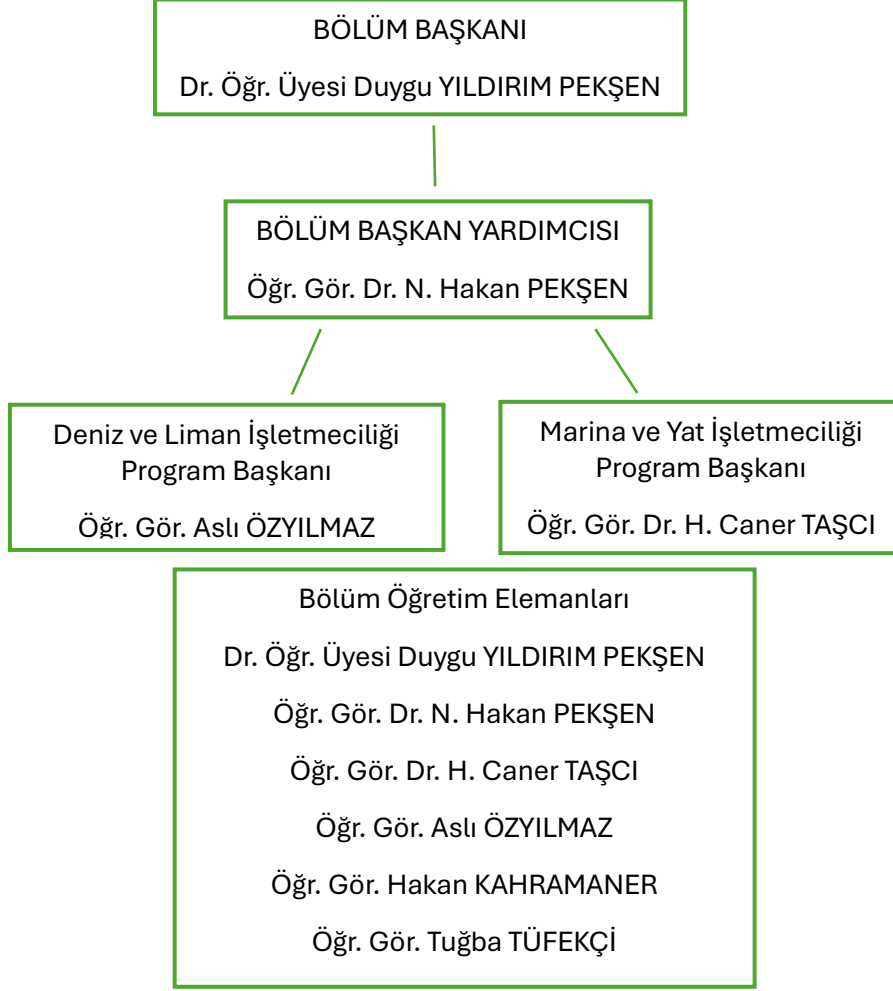 BÖLÜM BAŞKANI
Dr. Öğr. Üyesi Duygu YILDIRIM PEKŞEN
BÖLÜM BAŞKAN YARDIMCISI
Öğr. Gör. Dr. N. Hakan PEKŞEN
Deniz ve Liman İşletmeciliği
Program Başkanı
Öğr. Gör. Aslı ÖZYILMAZ
Marina ve Yat İşletmeciliği
Program Başkanı
Öğr. Gör. Dr. H. Caner TAŞCI
Bölüm Öğretim Elemanları
Dr. Öğr. Üyesi Duygu YILDIRIM PEKŞEN
Öğr. Gör. Dr. N. Hakan PEKŞEN
Öğr. Gör. Dr. H. Caner TAŞCI
Öğr. Gör. Aslı ÖZYILMAZ
Öğr. Gör. Hakan KAHRAMANER
Öğr. Gör. Tuğba TÜFEKÇİ